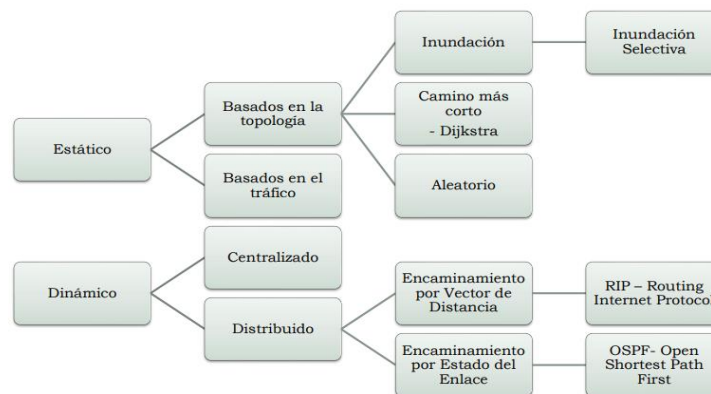 Estático
Basados en la
topología
Basados en el
tráfico
Inundación
Inundación
Selectiva
Camino más
corto
- Dijkstra
Aleatorio
Dinámico
Centralizado
Distribuido
Encaminamiento
por Vector de
Distancia
RIP – Routing
Internet Protocol
Encaminamiento
por Estado del
Enlace
OSPF- Open
Shortest Path
First